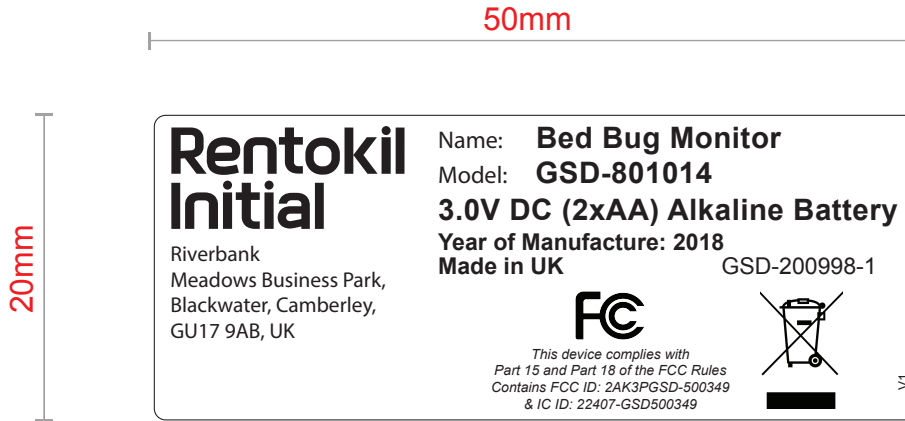 50mm
20mm
Rentokil
Initial
Riverbank
Meadows Business Park,
Blackwater, Camberley,
GU17 9AB, UK
Name: Bed Bug Monitor
Model: GSD-801014
3.0V DC (2xAA) Alkaline Battery
Year of Manufacture: 2018
Made in UK GSD-200998-1
FC
This device complies with
Part 15 and Part 18 of the FCC Rules
Contains FCC ID: 2AK3PGSD-500349
& IC ID: 22407-GSD500349